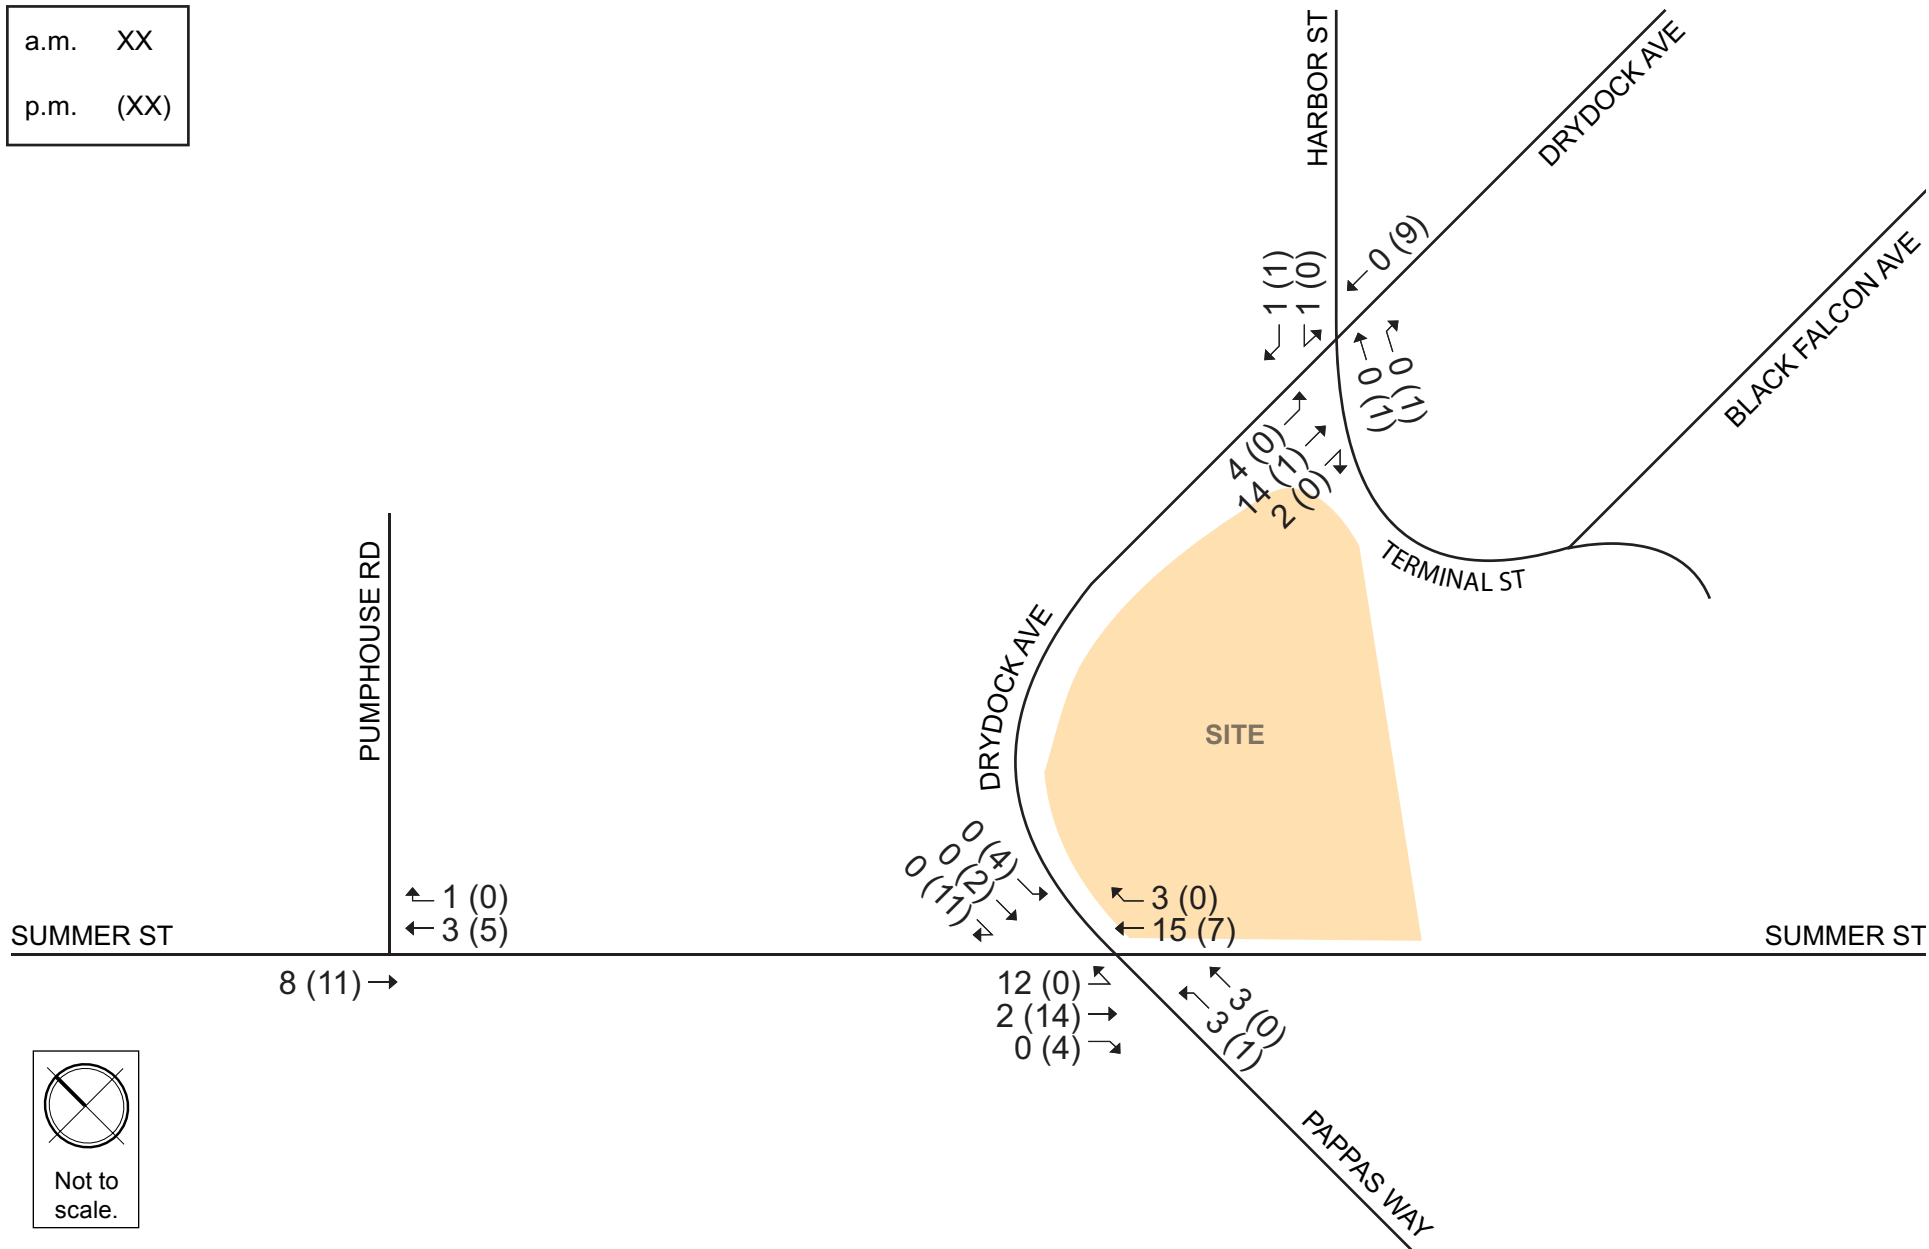 a.m. XX
p.m. (XX)
HARBOR ST
DRYDOCK AVE
BLACK FALCON AVE
1 (1)
1 (0)
0 (9)
0 (1)
0 (1)
4 (0)
14 (1)
2 (0)
TERMINAL ST
PUMPHOUSE RD
DRYDOCK AVE
SITE
0 (4)
0 (2)
0 (11)
1 (0)
3 (5)
3 (0)
15 (7)
SUMMER ST
SUMMER ST
8 (11)
12 (0)
2 (14)
0 (4)
3 (0)
3 (1)
PAPPAS WAY
Not to
scale.